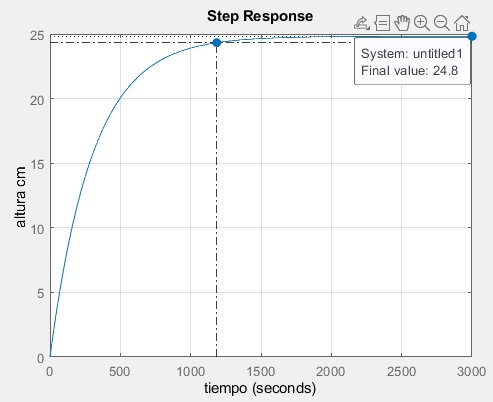 Step Response
System: untitled1
Final value: 24.8
altura cm
25
20
15
10
5
0
0 500 1000 1500 2000 2500 3000
tiempo (seconds)